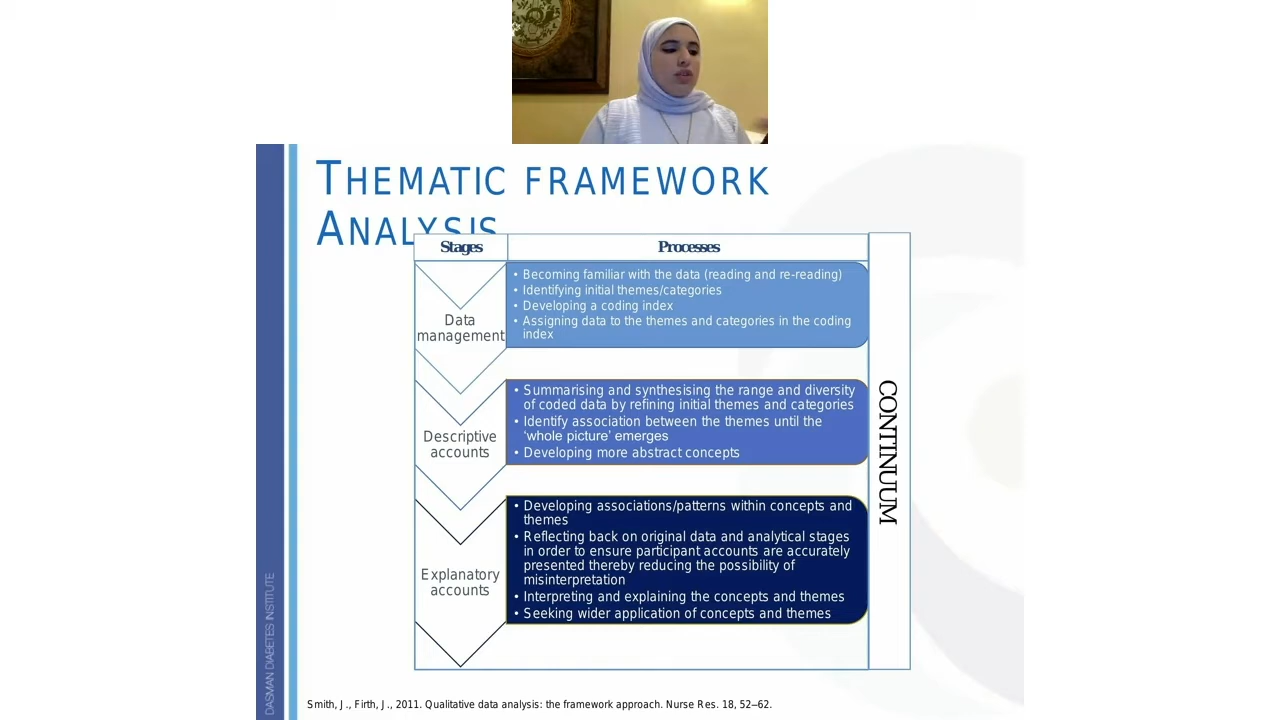 THEMATIC FRAMEWORK
ANALYSIS
Stages
Processes
Data
management
• Becoming familiar with the data (reading and re-reading)
• Identifying initial themes/categories
• Developing a coding index
• Assigning data to the themes and categories in the coding
index
Descriptive
accounts
• Summarising and synthesising the range and diversity
of coded data by refining initial themes and categories
• Identify association between the themes until the
‘whole picture’ emerges
• Developing more abstract concepts
Explanatory
accounts
• Developing associations/patterns within concepts and
themes
• Reflecting back on original data and analytical stages
in order to ensure participant accounts are accurately
presented thereby reducing the possibility of
misinterpretation
• Interpreting and explaining the concepts and themes
• Seeking wider application of concepts and themes
CONTINUUM
DASMAN DIABETES INSTITUTE
Smith, J., Firth, J., 2011. Qualitative data analysis: the framework approach. Nurse Res. 18, 52–62.